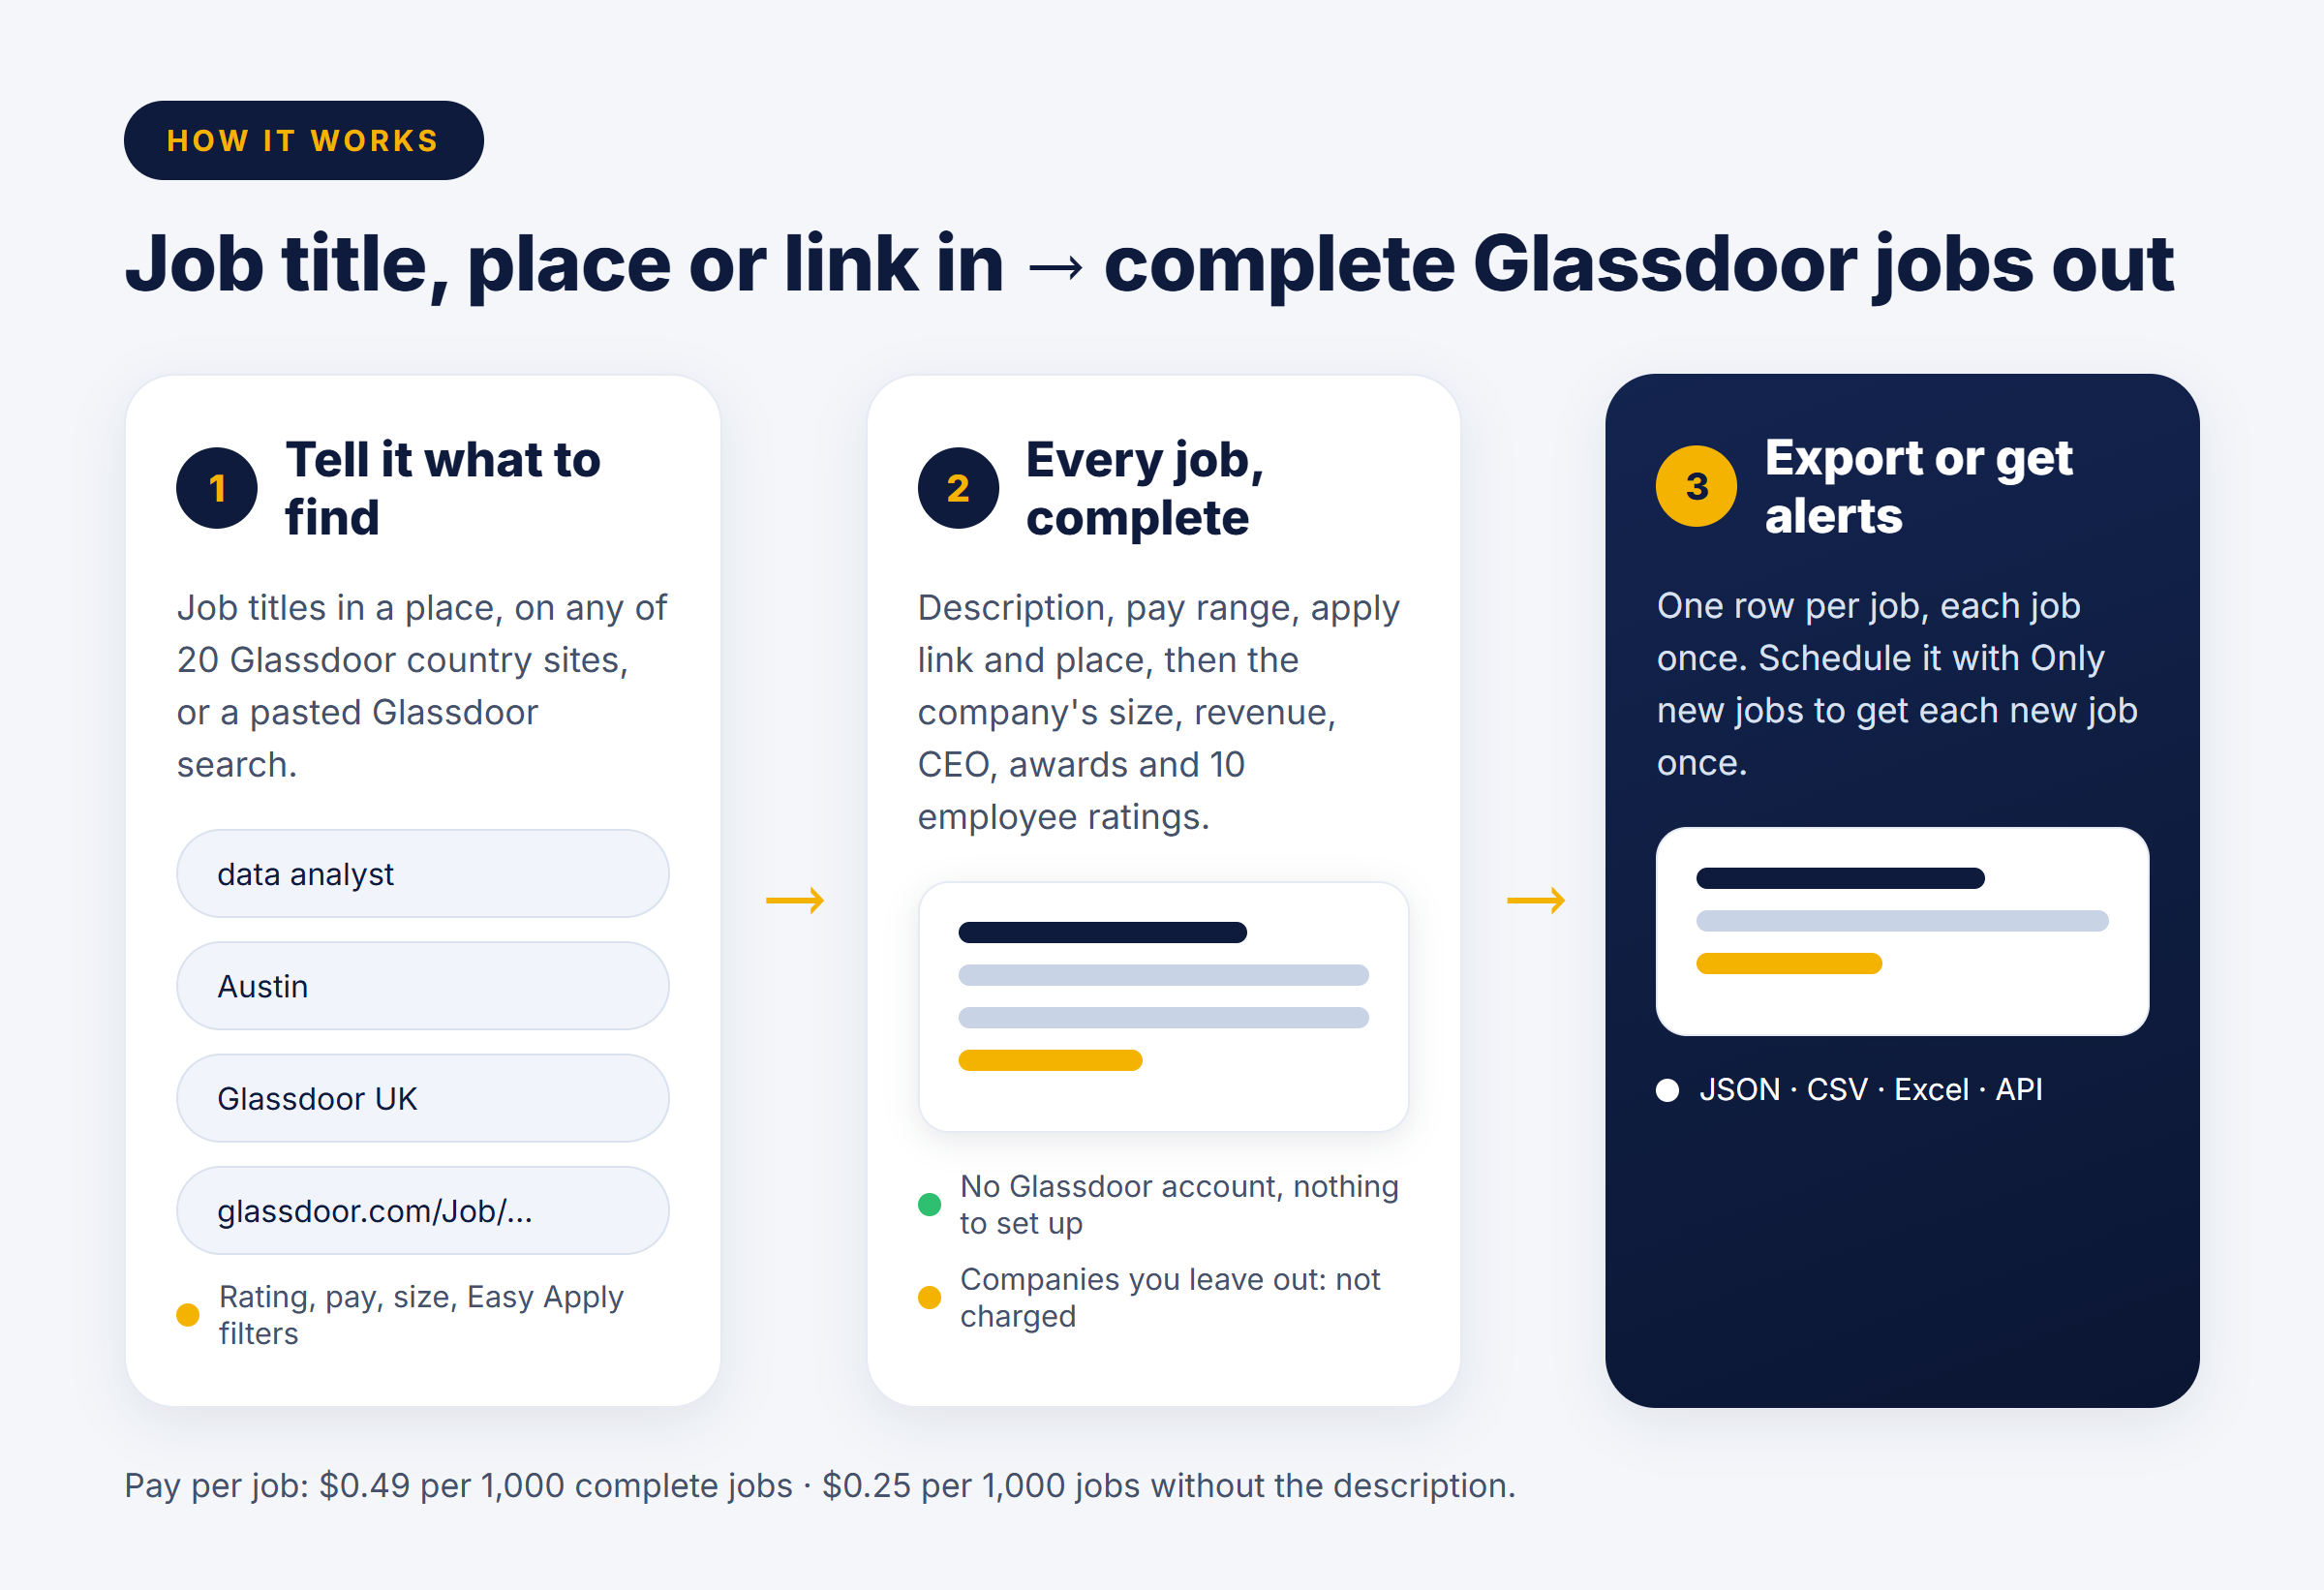 HOW IT WORKS
Job title, place or link in → complete Glassdoor jobs out
1
Tell it what to
find
Job titles in a place, on any of
20 Glassdoor country sites,
or a pasted Glassdoor
search.
data analyst
Austin
Glassdoor UK
glassdoor.com/Job/...
Rating, pay, size, Easy Apply
filters
→
2
Every job,
complete
Description, pay range, apply
link and place, then the
company's size, revenue,
CEO, awards and 10
employee ratings.
No Glassdoor account, nothing
to set up
Companies you leave out: not
charged
→
3
Export or get
alerts
One row per job, each job
once. Schedule it with Only
new jobs to get each new job
once.
JSON · CSV · Excel · API
Pay per job: $0.49 per 1,000 complete jobs · $0.25 per 1,000 jobs without the description.